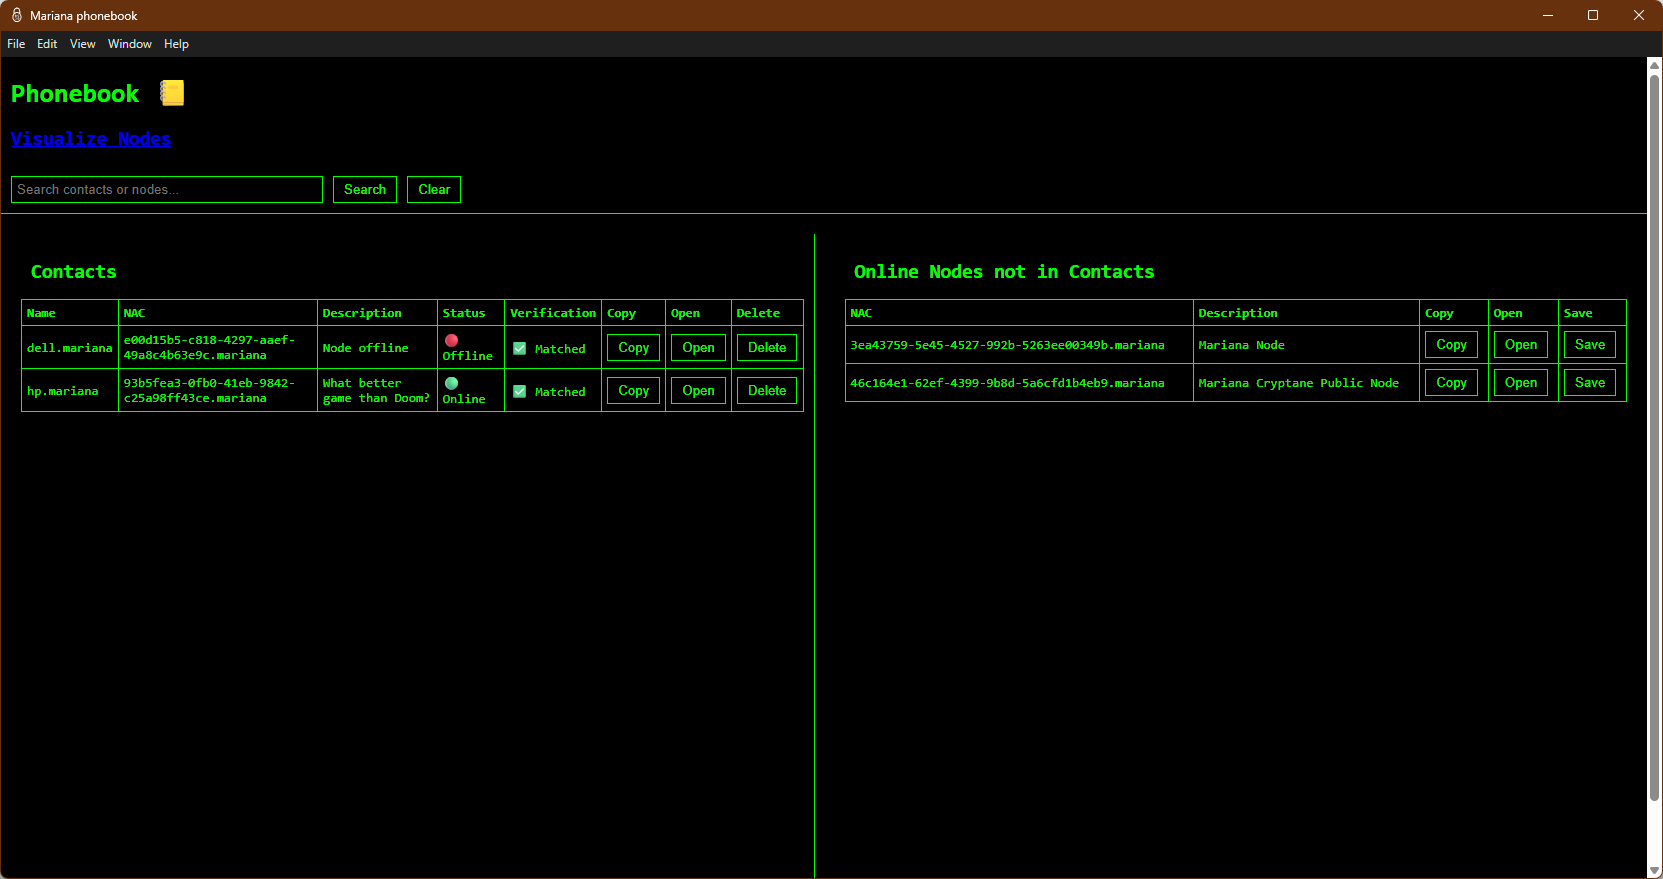 Mariana phonebook
File Edit View Window Help
Phonebook
Visualize Nodes
Search contacts or nodes... Search Clear
Contacts
Name NAC Description Status Verification Copy Open Delete
dell.mariana e00d15b5-c818-4297-aaef-
49a8c4b63e9c.mariana Node offline Offline Matched Copy Open Delete
hp.mariana 93b5fea3-0fb0-41eb-9842-
c25a98ff43ce.mariana What better
game than Doom? Online Matched Copy Open Delete
Online Nodes not in Contacts
NAC Description Copy Open Save
3ea43759-5e45-4527-992b-5263ee00349b.mariana Mariana Node Copy Open Save
46c164e1-62ef-4399-9b8d-5a6cfd1b4eb9.mariana Mariana Cryptane Public Node Copy Open Save